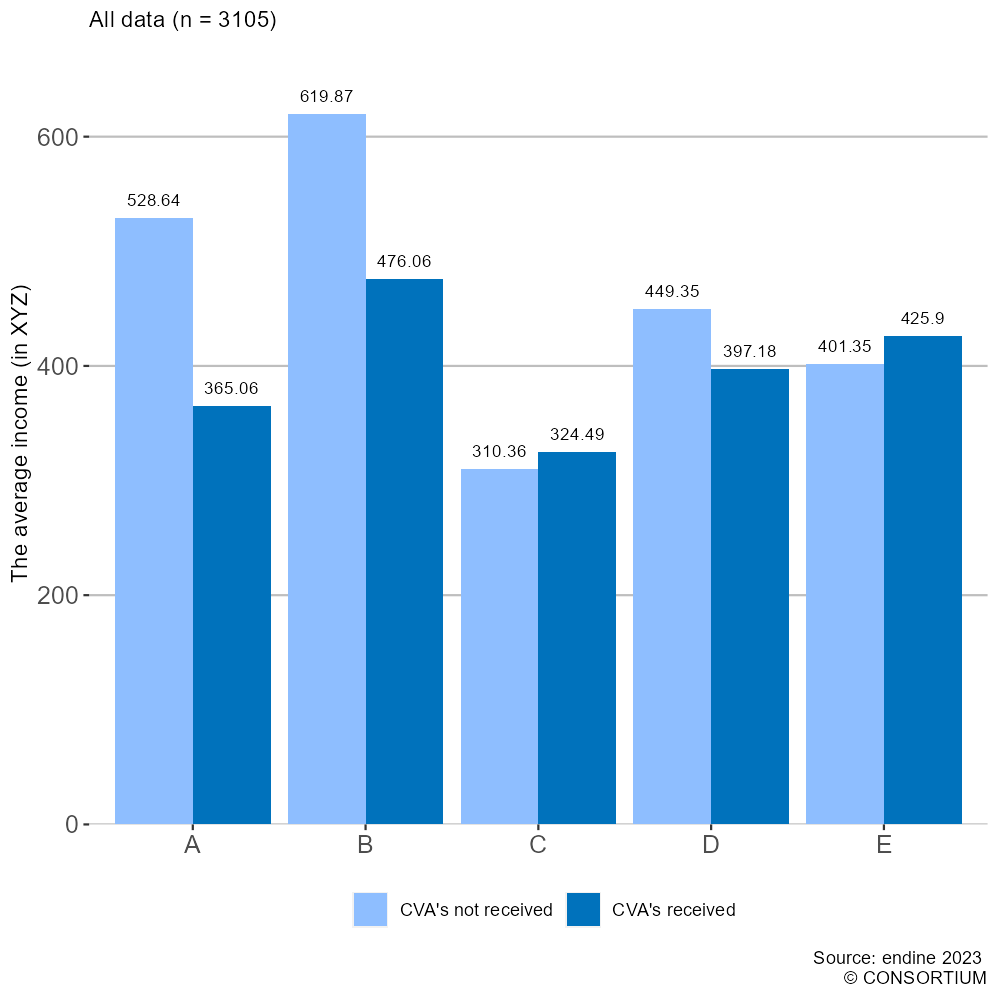 All data (n = 3105)
The average income (in XYZ)
600
400
200
0
528.64
365.06
619.87
476.06
310.36
324.49
449.35
397.18
401.35
425.9
A
B
C
D
E
CVA's not received
CVA's received
Source: endine 2023
© CONSORTIUM